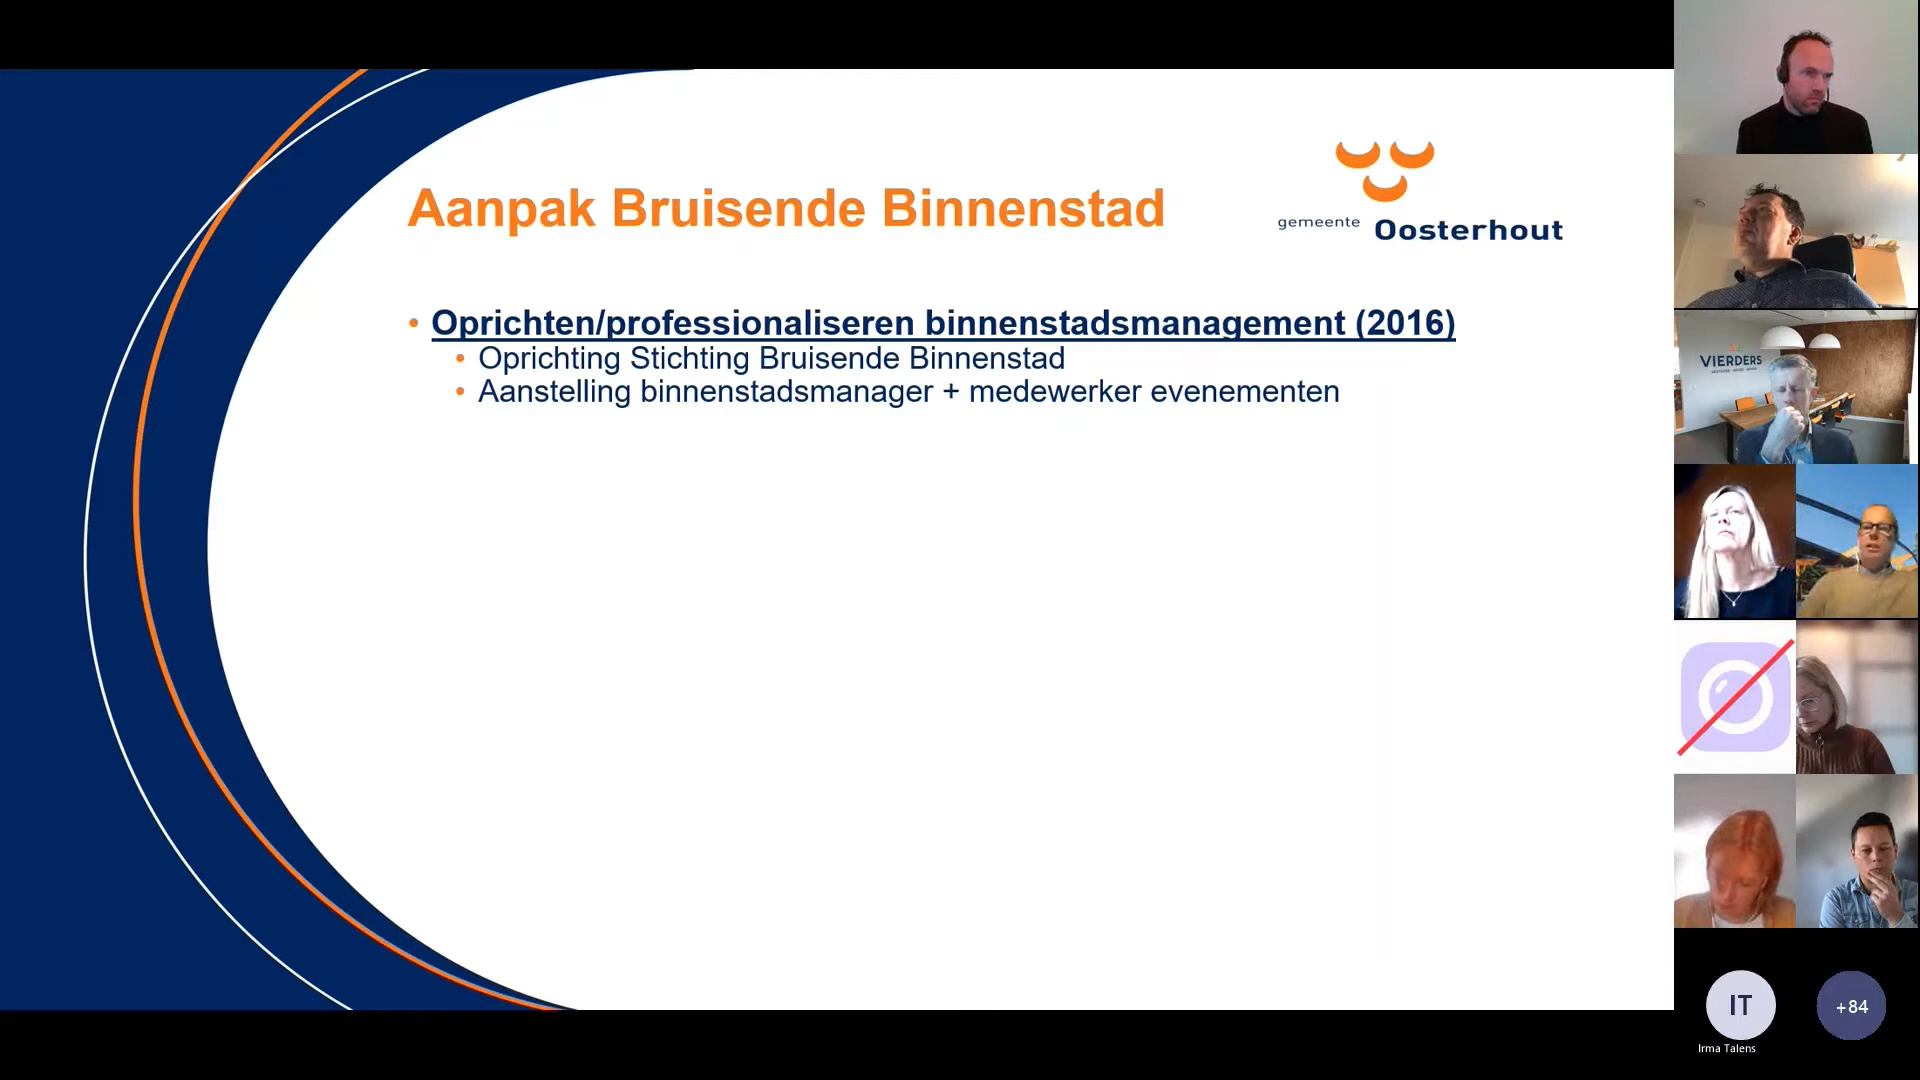 Aanpak Bruisende Binnenstad
gemeente Oosterhout
• Oprichten/professionaliseren binnenstadsmanagement (2016)
• Oprichting Stichting Bruisende Binnenstad
• Aanstelling binnenstadsmanager + medewerker evenementen
VIERDERS
IT
+84
Irma Talens